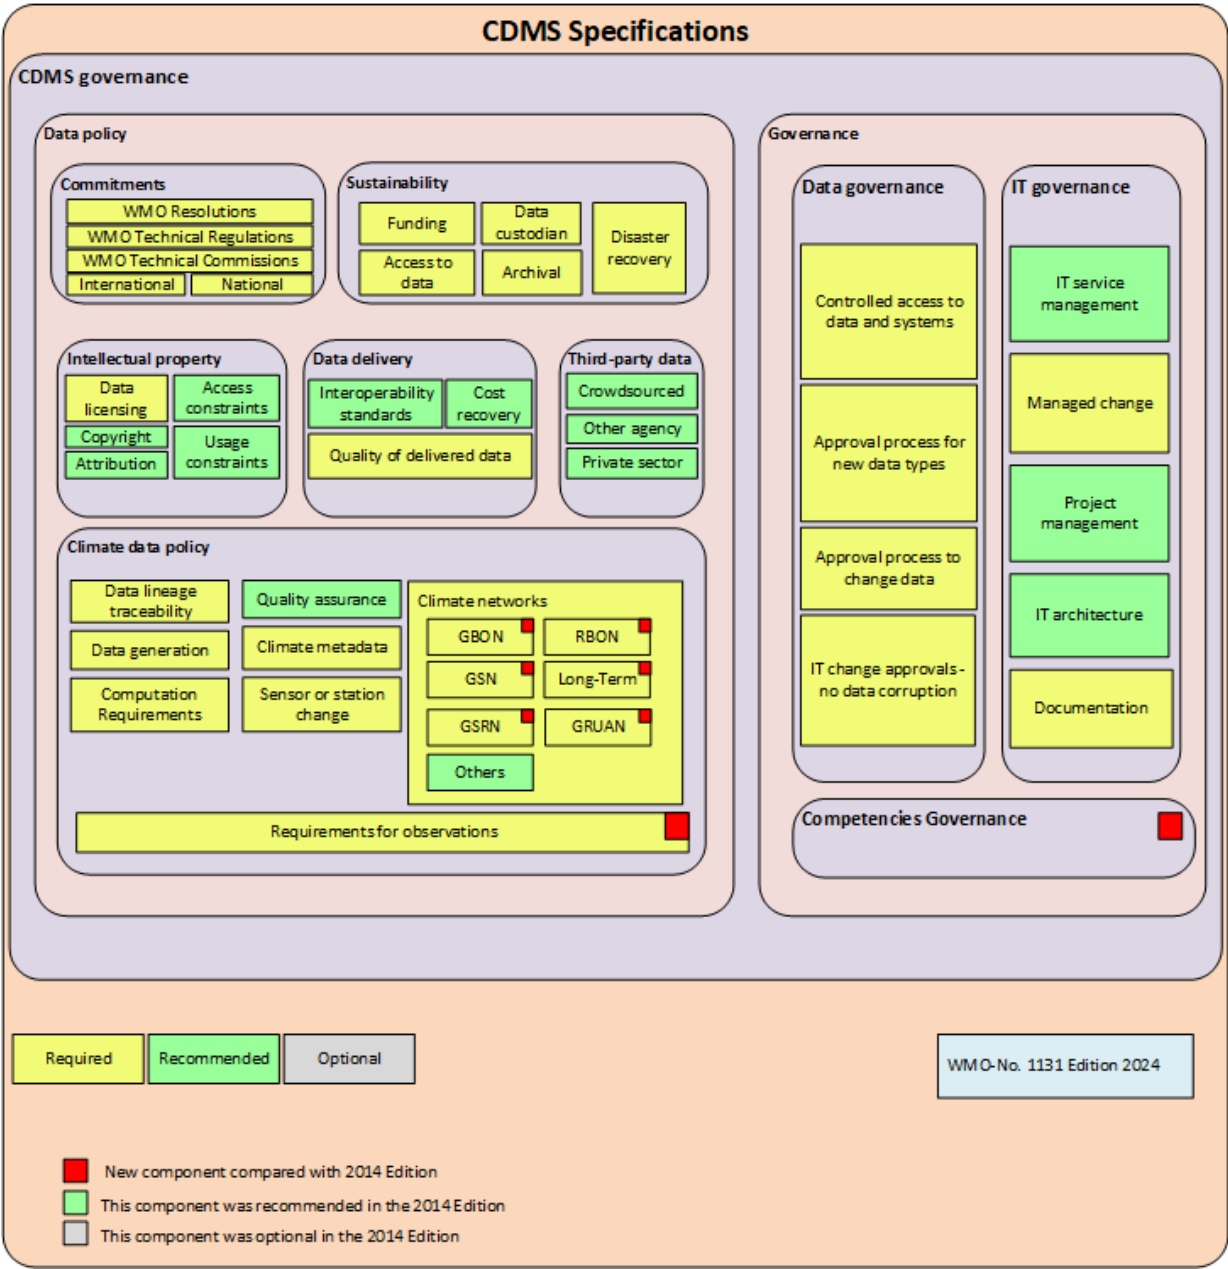 CDMS Specifications
CDMS governance
Data policy
Commitments
WMO Resolutions
WMO Technical Regulations
WMO Technical Commissions
International
National
Sustainability
Funding
Data
custodian
Disaster
recovery
Access to
data
Archival
Intellectual property
Data
licensing
Access
constraints
Copyright
Usage
constraints
Attribution
Data delivery
Interoperability
standards
Cost
recovery
Quality of delivered data
Third-party data
Crowdsourced
Other agency
Private sector
Climate data policy
Data lineage
traceability
Quality assurance
Data generation
Climate metadata
Computation
Requirements
Sensor or station
change
Climate networks
GBON
RBON
GSN
Long-Term
GSRN
GRUAN
Others
Requirements for observations
Governance
Data governance
Controlled access to
data and systems
Approval process for
new data types
Approval process to
change data
IT change approvals -
no data corruption
IT governance
IT service
management
Managed change
Project
management
IT architecture
Documentation
Competencies Governance
Required
Recommended
Optional
WMO-No. 1131 Edition 2024
New component compared with 2014 Edition
This component was recommended in the 2014 Edition
This component was optional in the 2014 Edition